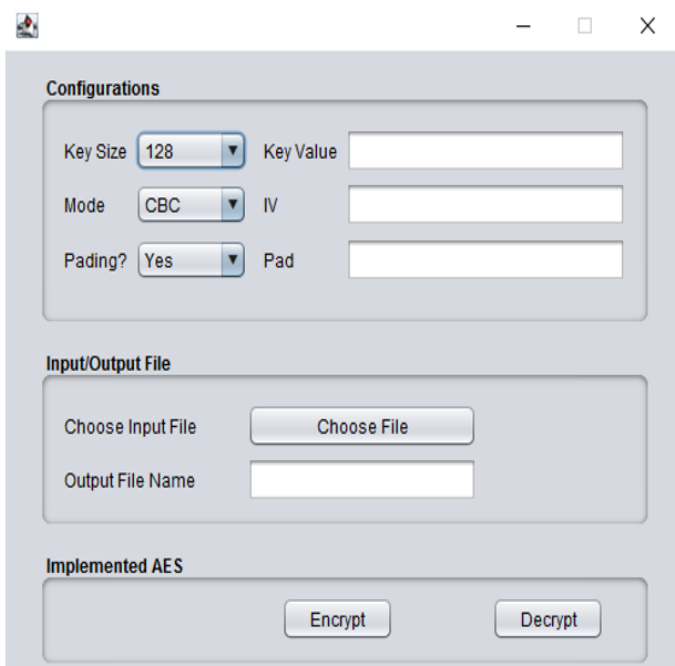 Configurations
Key Size 128 Key Value
Mode CBC IV
Pading? Yes Pad
Input/Output File
Choose Input File Choose File
Output File Name
Implemented AES
Encrypt Decrypt